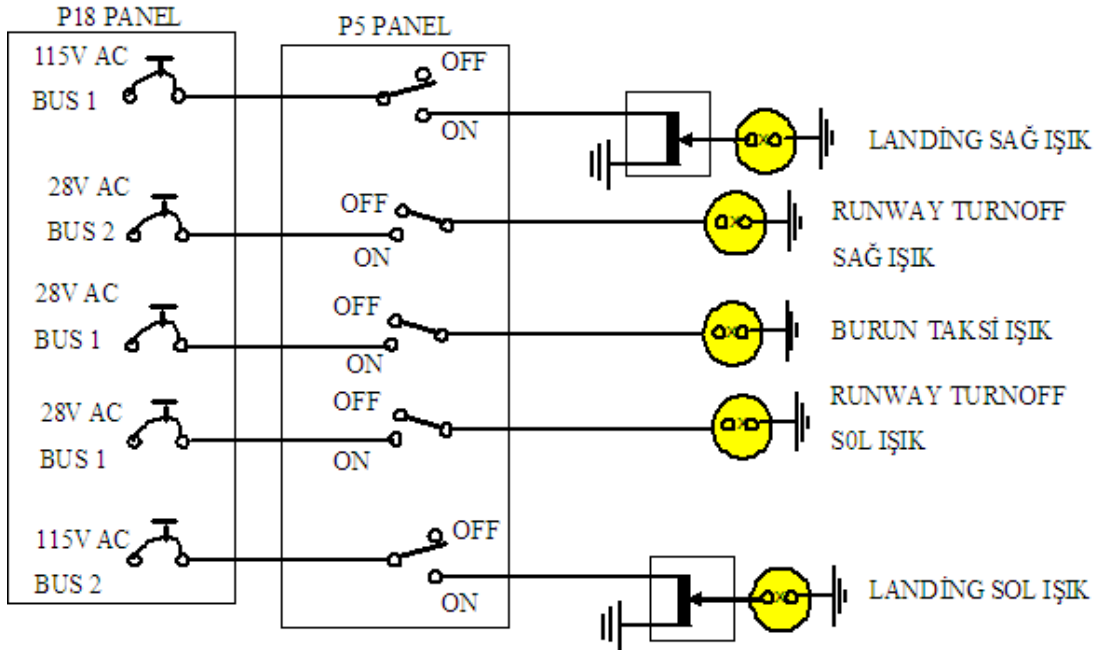 P18 PANEL
P5 PANEL
115V AC
BUS 1
OFF
ON
LANDİNG SAĞ IŞIK
28V AC
BUS 2
OFF
ON
RUNWAY TURNOFF
SAĞ IŞIK
28V AC
BUS 1
OFF
ON
BURUN TAKSİ IŞIK
28V AC
BUS 1
OFF
ON
RUNWAY TURNOFF
S0L IŞIK
115V AC
BUS 2
OFF
ON
LANDİNG SOL IŞIK